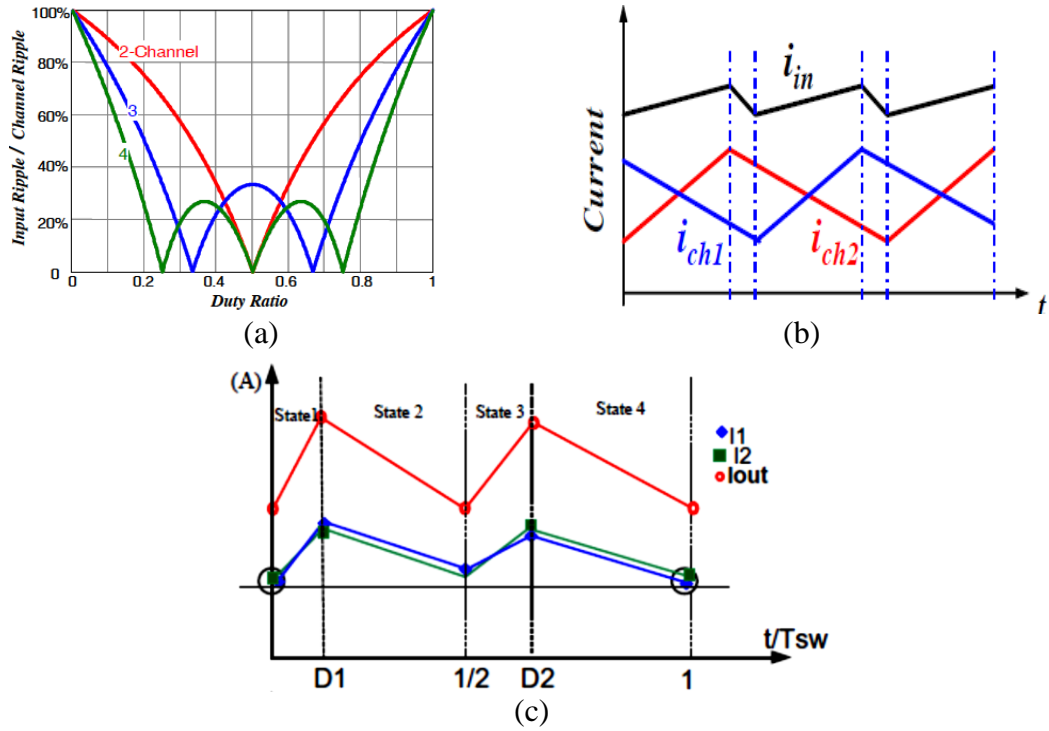 Input Ripple / Channel Ripple
100%
80%
60%
40%
20%
0
2-Channel
3
4
0 0.2 0.4 0.6 0.8 1
Duty Ratio
(a)
Current
i_in
i_ch1
i_ch2
t
(b)
(A)
State1
State 2
State 3
State 4
I1
I2
Iout
D1
1/2
D2
1
t/Tsw
(c)